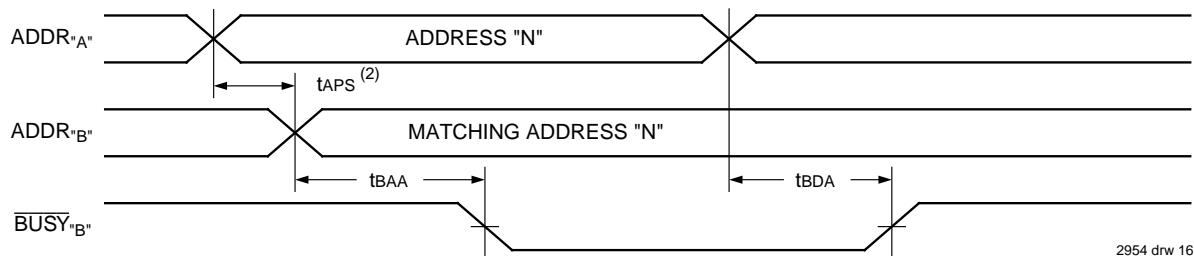 ADDR"A"
ADDRESS "N"
tAPS (2)
ADDR"B"
MATCHING ADDRESS "N"
tBAA
tBDA
BUSY"B"
2954 drw 16